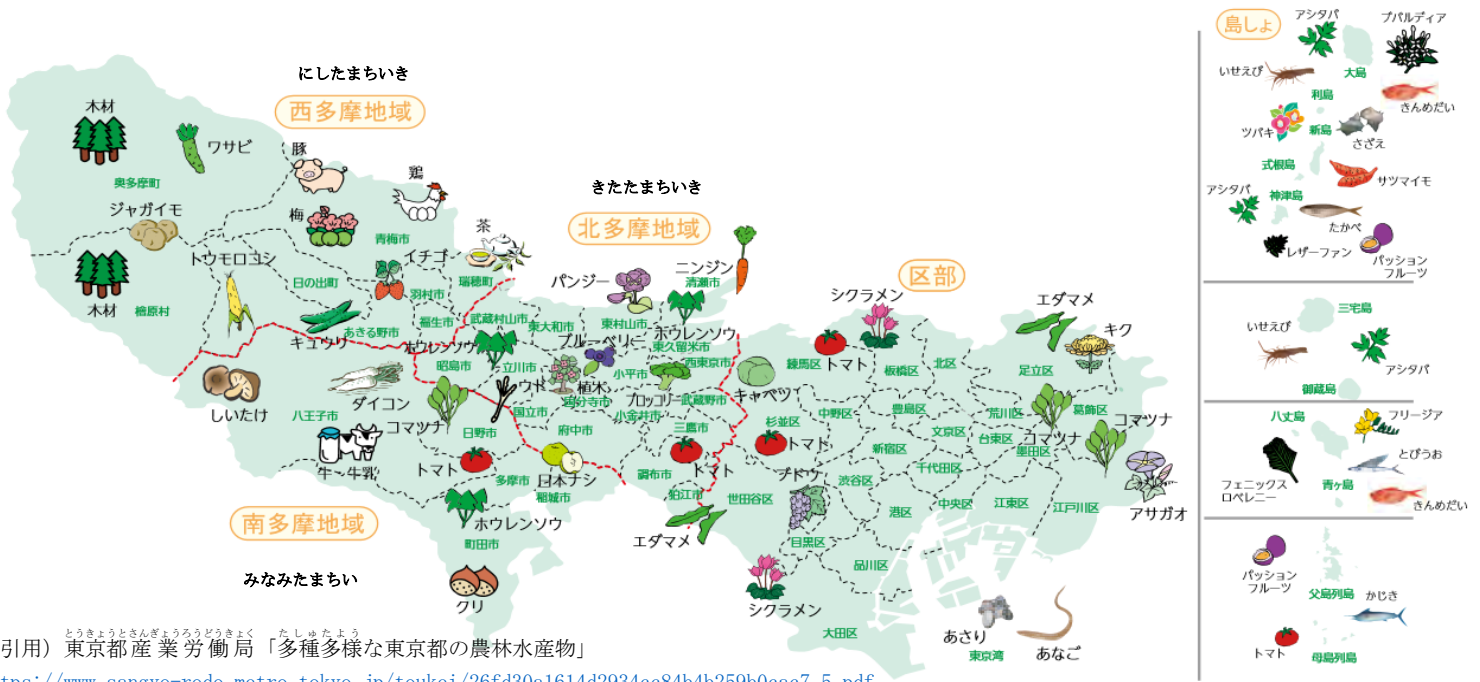 にしたまちいき
西多摩地域
木材
ワサビ
奥多摩町
豚
鶏
梅
青梅市
ジャガイモ
トウモロコシ
木材
檜原村
日の出町
イチゴ
羽村市
茶
瑞穂町
キュウリ
あきる野市
福生市
きたたまちいき
北多摩地域
パンジー
ニンジン
清瀬市
武蔵村山市
東大和市
東村山市
ブルーベリー
ホウレンソウ
東久留米市
西東京市
ホウレンソウ
昭島市
立川市
ウド
植木
小平市
ブロッコリー
武蔵野市
国立市
国分寺市
小金井市
府中市
三鷹市
トマト
調布市
狛江市
エダマメ
しいたけ
ダイコン
八王子市
コマツナ
日野市
牛・牛乳
トマト
多摩市
日本ナシ
稲城市
南多摩地域
みなみたまちい
ホウレンソウ
町田市
クリ
区部
シクラメン
エダマメ
キク
練馬区
トマト
板橋区
北区
足立区
キャベツ
杉並区
トマト
中野区
豊島区
荒川区
葛飾区
コマツナ
コマツナ
文京区
台東区
墨田区
新宿区
千代田区
ブドウ
渋谷区
世田谷区
中央区
江東区
江戸川区
アサガオ
港区
目黒区
品川区
シクラメン
大田区
あさり
東京湾
あなご
島しょ
アシタバ
ブバルディア
いせえび
大島
利島
きんめだい
ツバキ
新島
さざえ
式根島
サツマイモ
アシタバ
神津島
たかべ
レザーファン
パッション
フルーツ
三宅島
いせえび
アシタバ
御蔵島
八丈島
フリージア
とびうお
フェニックス
ロベレニー
青ヶ島
きんめだい
パッション
フルーツ
父島列島
かじき
トマト
母島列島
とうきょうとさんぎょうろうどうきょく たしゅたよう
引用）東京都産業労働局「多種多様な東京都の農林水産物」